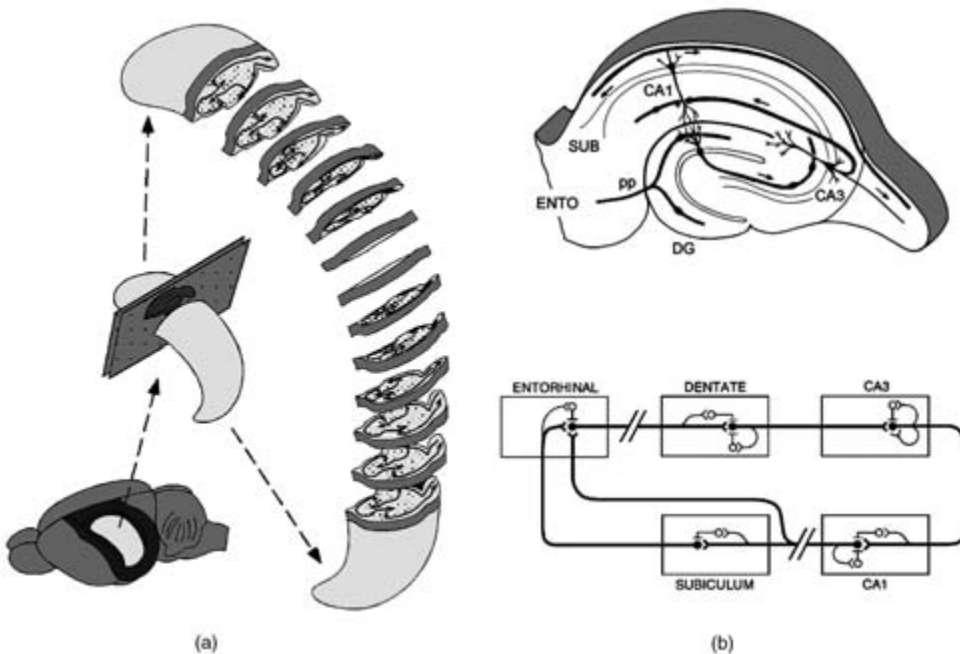 CA1
SUB
CA3
pp
ENTO
DG
ENTORHINAL
DENTATE
CA3
SUBICULUM
CA1
(a)
(b)